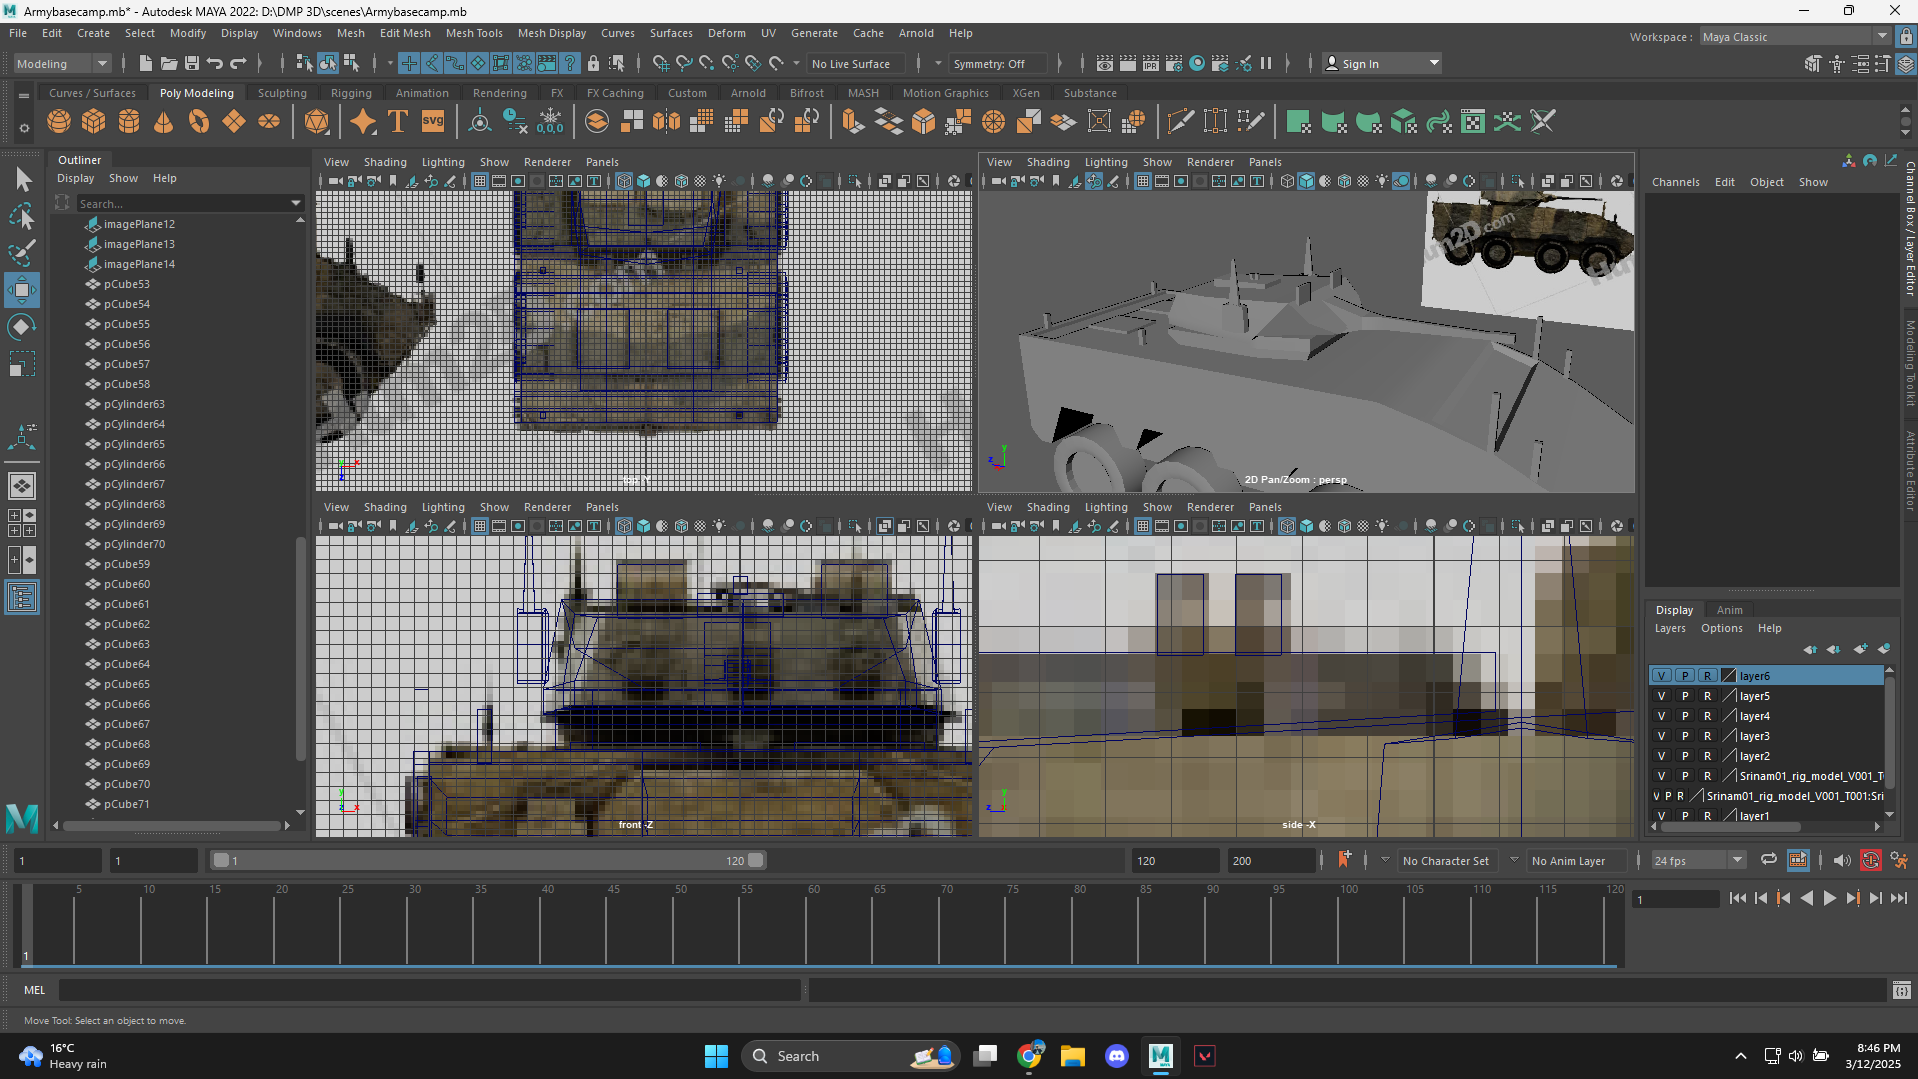 Armybasecamp.mb* - Autodesk MAYA 2022: D:\DMP 3D\scenes\Armybasecamp.mb
File Edit Create Select Modify Display Windows Mesh Edit Mesh Mesh Tools Mesh Display Curves Surfaces Deform UV Generate Cache Arnold Help
Workspace : Maya Classic
Modeling
No Live Surface
Symmetry: Off
Sign In
Curves / Surfaces Poly Modeling Sculpting Rigging Animation Rendering FX FX Caching Custom Arnold Bifrost MASH Motion Graphics XGen Substance
T SVG 0,0,0
Outliner
Display Show Help
Search...
imagePlane12
imagePlane13
imagePlane14
pCube53
pCube54
pCube55
pCube56
pCube57
pCube58
pCylinder63
pCylinder64
pCylinder65
pCylinder66
pCylinder67
pCylinder68
pCylinder69
pCylinder70
pCube59
pCube60
pCube61
pCube62
pCube63
pCube64
pCube65
pCube66
pCube67
pCube68
pCube69
pCube70
pCube71
View Shading Lighting Show Renderer Panels
top -Y
View Shading Lighting Show Renderer Panels
2D Pan/Zoom : persp
View Shading Lighting Show Renderer Panels
front -Z
View Shading Lighting Show Renderer Panels
side -X
Channels Edit Object Show
Channel Box / Layer Editor
Modeling Toolkit
Attribute Editor
Display Anim
Layers Options Help
V P R layer6
V P R layer5
V P R layer4
V P R layer3
V P R layer2
V P R Srinam01_rig_model_V001_T
V P R Srinam01_rig_model_V001_T001:Sri
V P R layer1
1 1 1 120 120 200 No Character Set No Anim Layer 24 fps
5 10 15 20 25 30 35 40 45 50 55 60 65 70 75 80 85 90 95 100 105 110 115 120
1
1
MEL
Move Tool: Select an object to move.
16°C
Heavy rain
Search
8:46 PM
3/12/2025